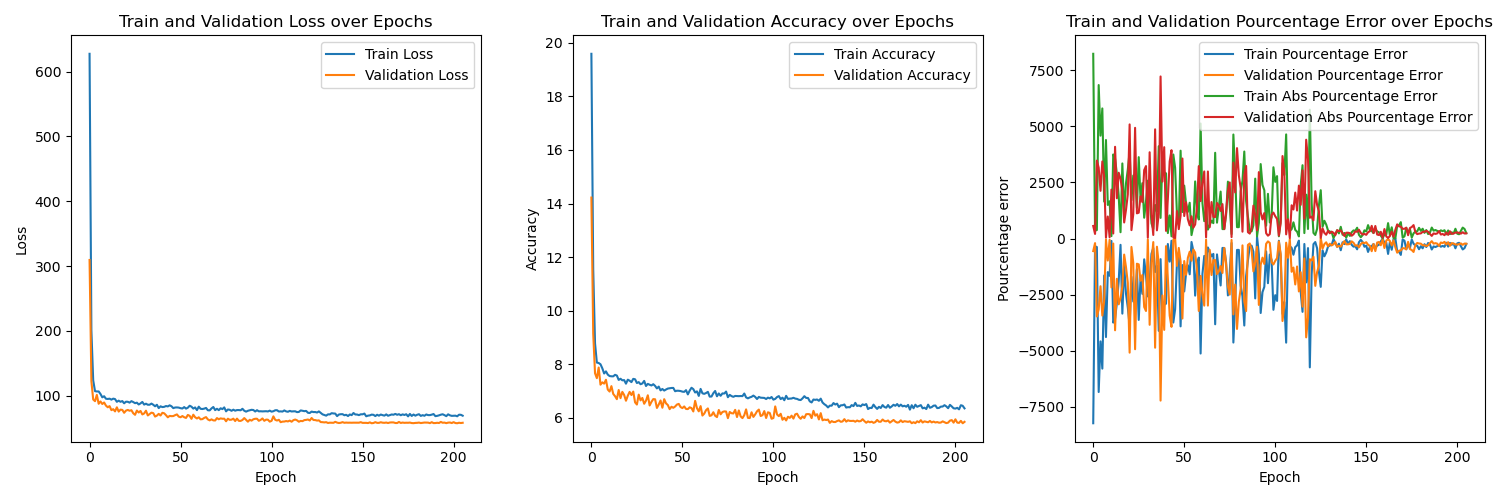 Train and Validation Loss over Epochs
Train Loss
Validation Loss
600
500
400
300
200
100
Loss
0
50
100
150
200
Epoch
Train and Validation Accuracy over Epochs
Train Accuracy
Validation Accuracy
20
18
16
14
12
10
8
6
Accuracy
0
50
100
150
200
Epoch
Train and Validation Pourcentage Error over Epochs
Train Pourcentage Error
Validation Pourcentage Error
Train Abs Pourcentage Error
Validation Abs Pourcentage Error
7500
5000
2500
0
−2500
−5000
−7500
Pourcentage error
0
50
100
150
200
Epoch